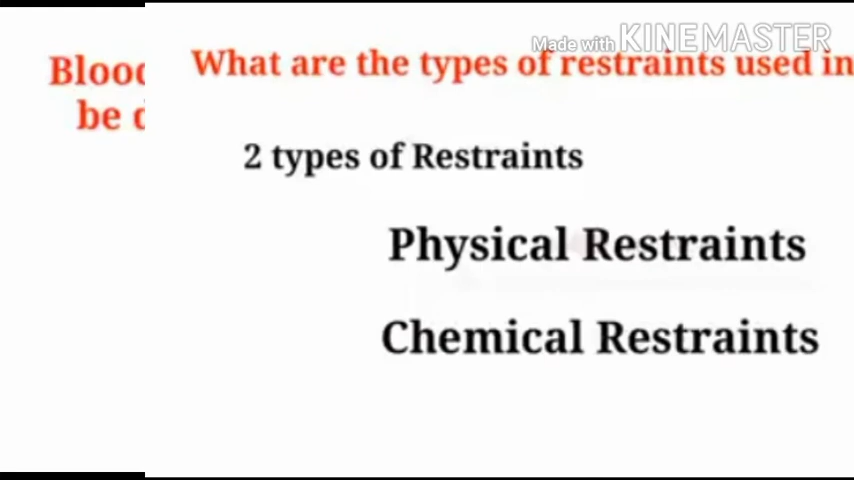 Made with KINEMASTER
What are the types of restraints used in
2 types of Restraints
Physical Restraints
Chemical Restraints
be